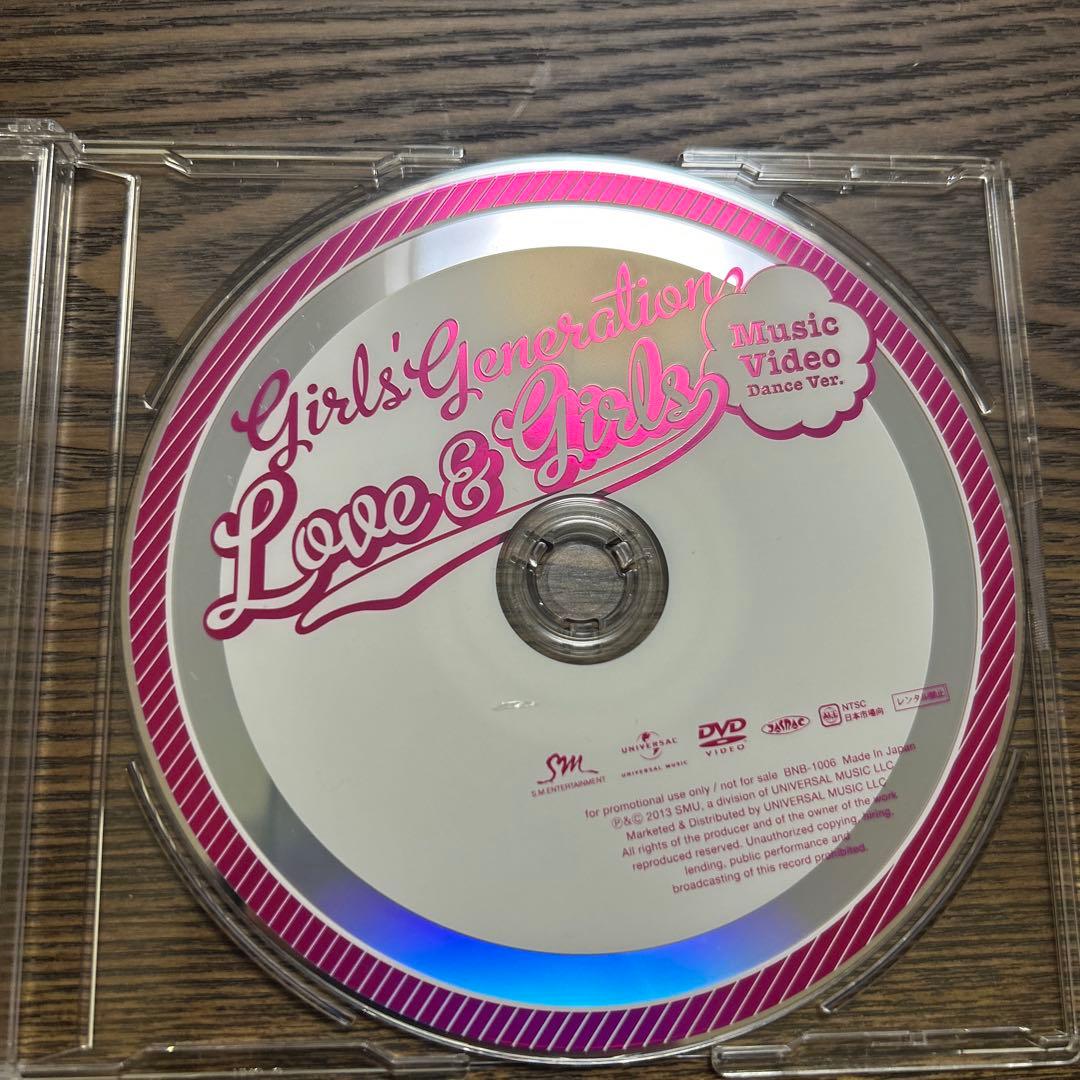 Girls' Generation
Love & Girls
Music
Video
Dance Ver.
SM
S.M.ENTERTAINMENT
UNIVERSAL
UNIVERSAL MUSIC
DVD
VIDEO
JASRAC
ALL
NTSC
日本市場向
レンタル禁止
for promotional use only / not for sale BNB-1006 Made In Japan
Ⓟ&© 2013 SMU, a division of UNIVERSAL MUSIC LLC
Marketed & Distributed by UNIVERSAL MUSIC LLC
All rights of the producer and of the owner of the work
reproduced reserved. Unauthorized copying, hiring,
lending, public performance and
broadcasting of this record prohibited.